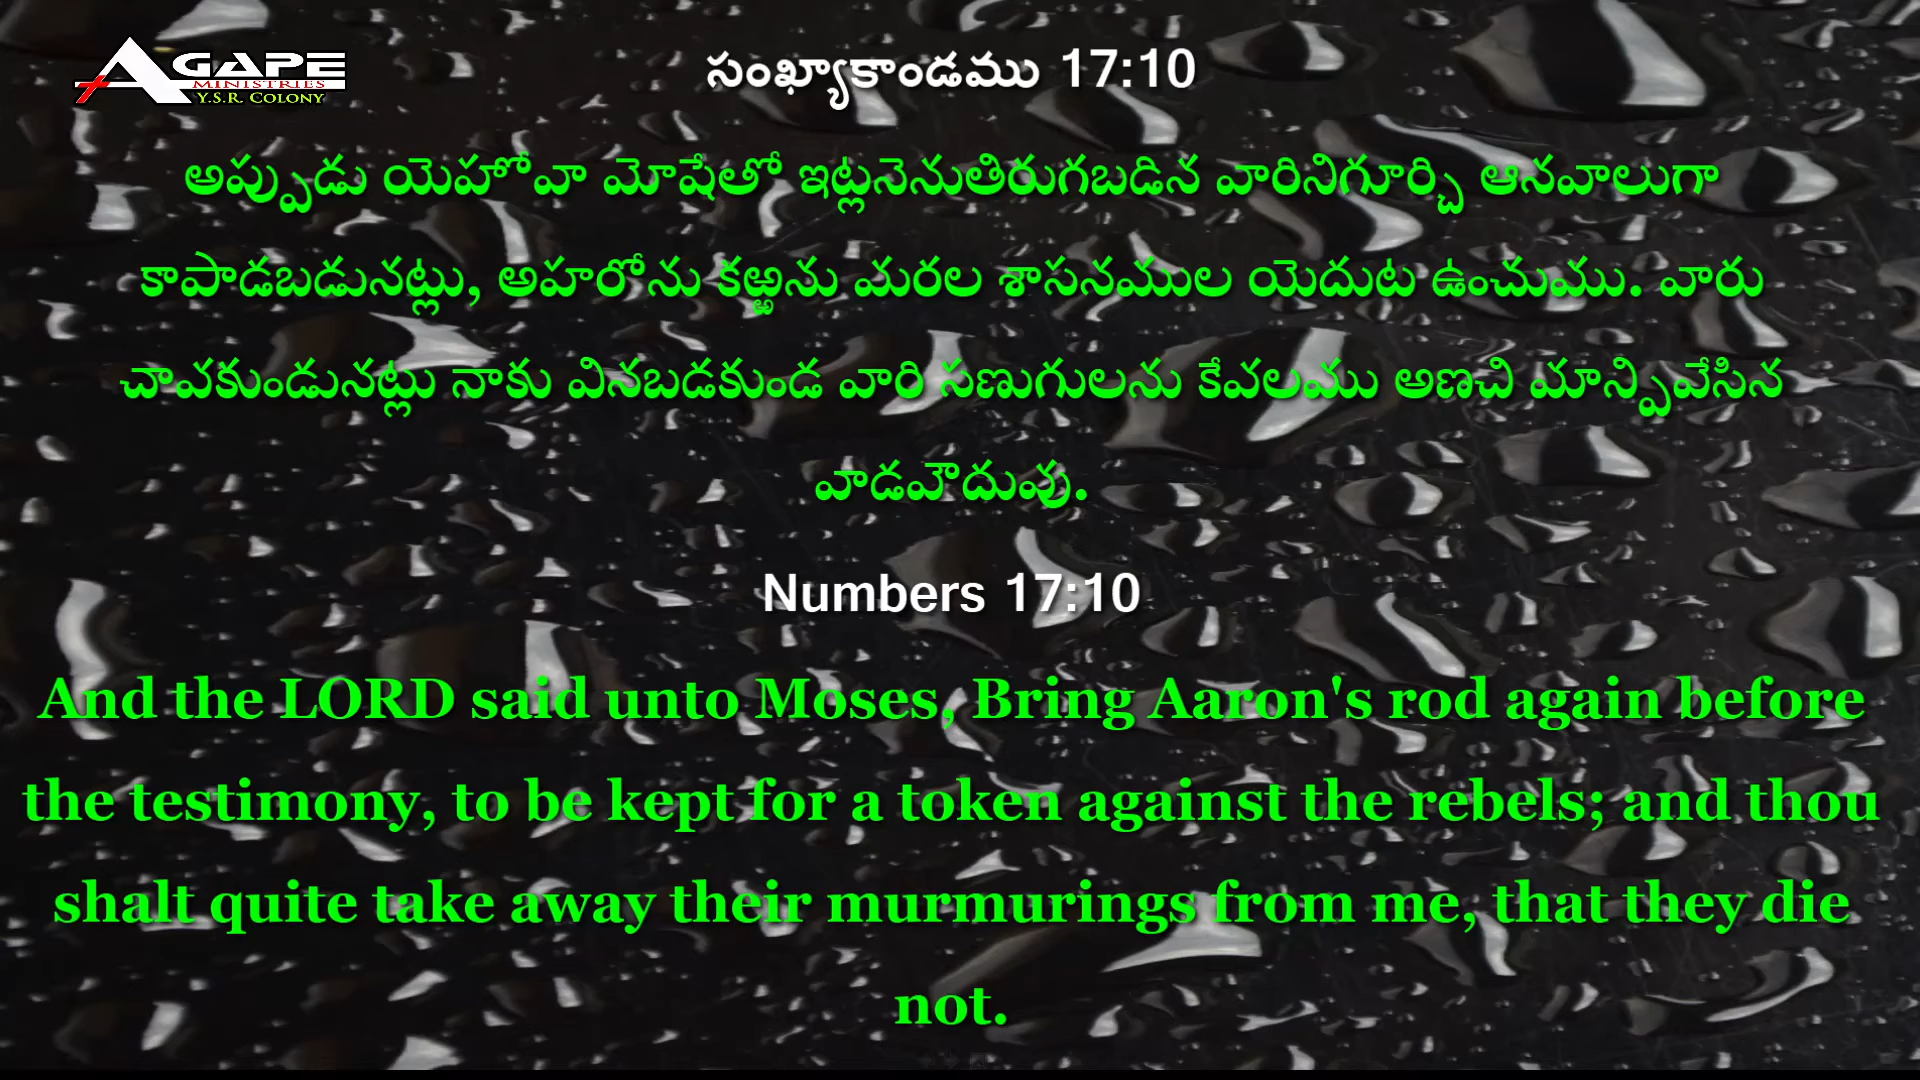 AGAPE
MINISTRIES
Y.S.R. COLONY
సంఖ్యాకాండము 17:10
అప్పుడు యెహోవా మోషేతో ఇట్లనెనుతిరుగబడిన వారినిగూర్చి ఆనవాలుగా
కాపాడబడునట్లు, అహరోను కఱ్ఱను మరల శాసనముల యెదుట ఉంచుము. వారు
చావకుండునట్లు నాకు వినబడకుండ వారి సణుగులను కేవలము అణచి మాన్పివేసిన
వాడవౌదువు.
Numbers 17:10
And the LORD said unto Moses, Bring Aaron's rod again before
the testimony, to be kept for a token against the rebels; and thou
shalt quite take away their murmurings from me, that they die
not.